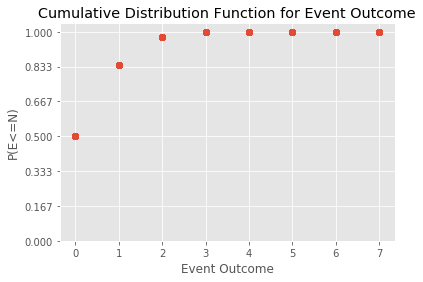 Cumulative Distribution Function for Event Outcome
1.000
0.833
0.667
0.500
0.333
0.167
0.000
P(E<=N)
0 1 2 3 4 5 6 7
Event Outcome